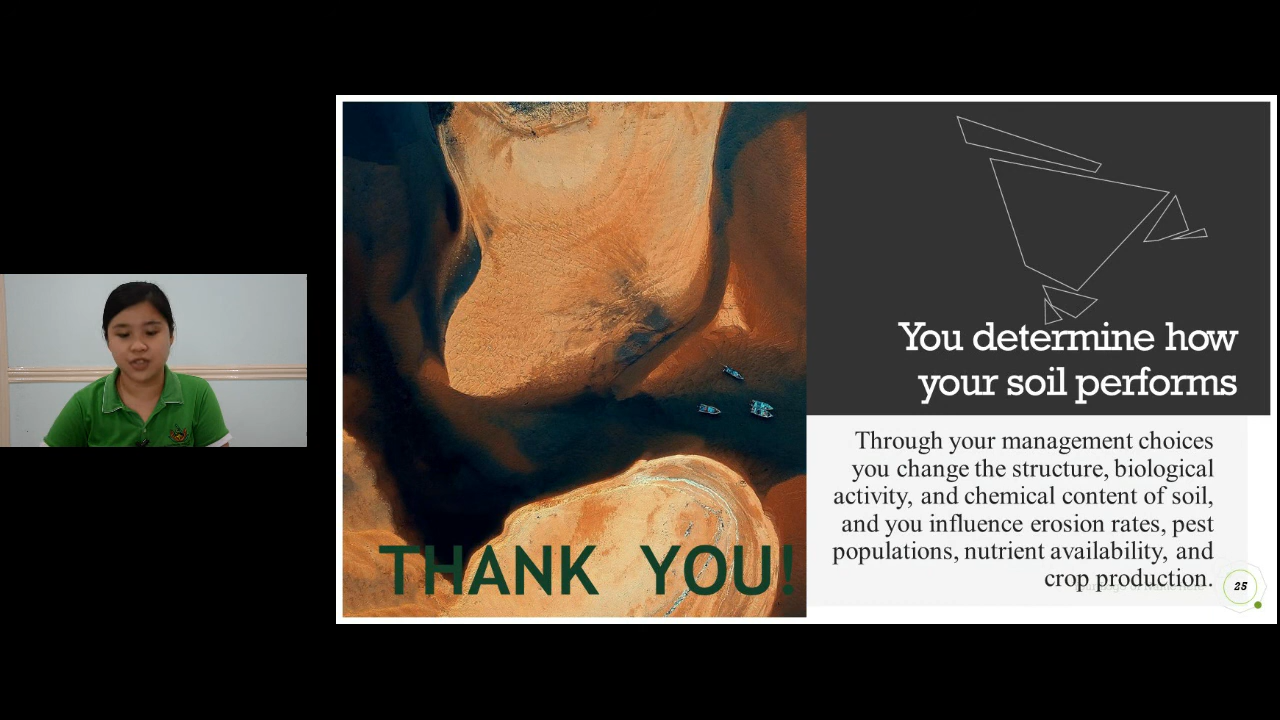 You determine how
your soil performs
Through your management choices
you change the structure, biological
activity, and chemical content of soil,
and you influence erosion rates, pest
populations, nutrient availability, and
crop production.
THANK YOU!
25